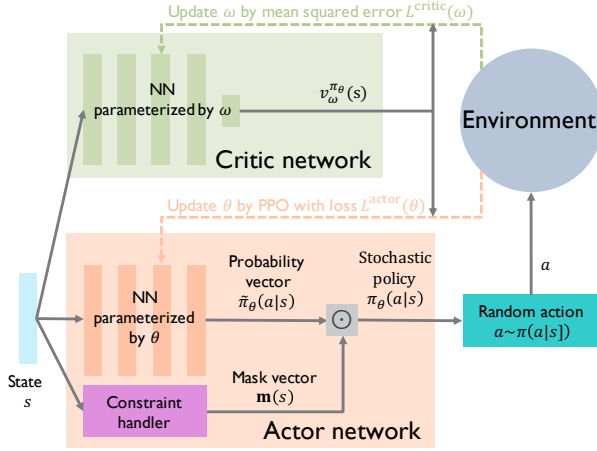 Update ω by mean squared error L^critic(ω)
NN
parameterized by ω
v_ω^{π_θ}(s)
Critic network
Environment
Update θ by PPO with loss L^actor(θ)
NN
parameterized
by θ
Probability
vector
π̃_θ(a|s)
Stochastic
policy
π_θ(a|s)
⊙
a
Random action
a~π(a|s])
State
s
Constraint
handler
Mask vector
m(s)
Actor network